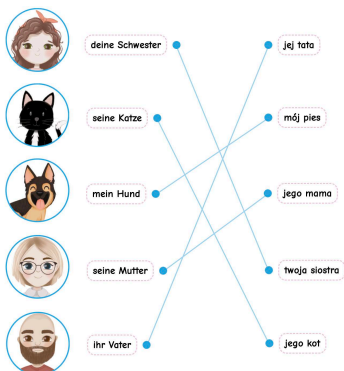 deine Schwester
jej tata
seine Katze
mój pies
mein Hund
jego mama
seine Mutter
twoja siostra
ihr Vater
jego kot